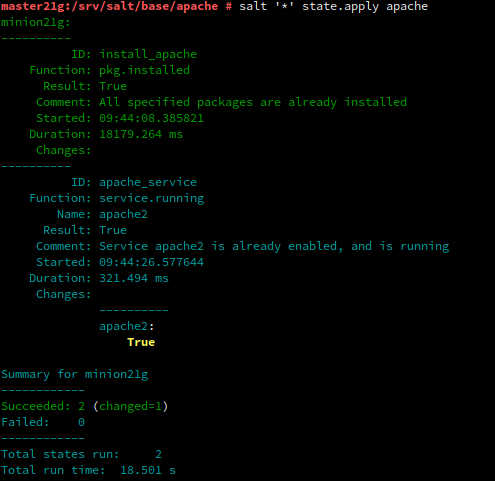 master21g:/srv/salt/base/apache # salt '*' state.apply apache
minion21g:
----------
          ID: install_apache
    Function: pkg.installed
      Result: True
     Comment: All specified packages are already installed
     Started: 09:44:08.385821
    Duration: 18179.264 ms
     Changes:
----------
          ID: apache_service
    Function: service.running
        Name: apache2
      Result: True
     Comment: Service apache2 is already enabled, and is running
     Started: 09:44:26.577644
    Duration: 321.494 ms
     Changes:
              ----------
              apache2:
                  True

Summary for minion21g
------------
Succeeded: 2 (changed=1)
Failed:    0
------------
Total states run:     2
Total run time:  18.501 s